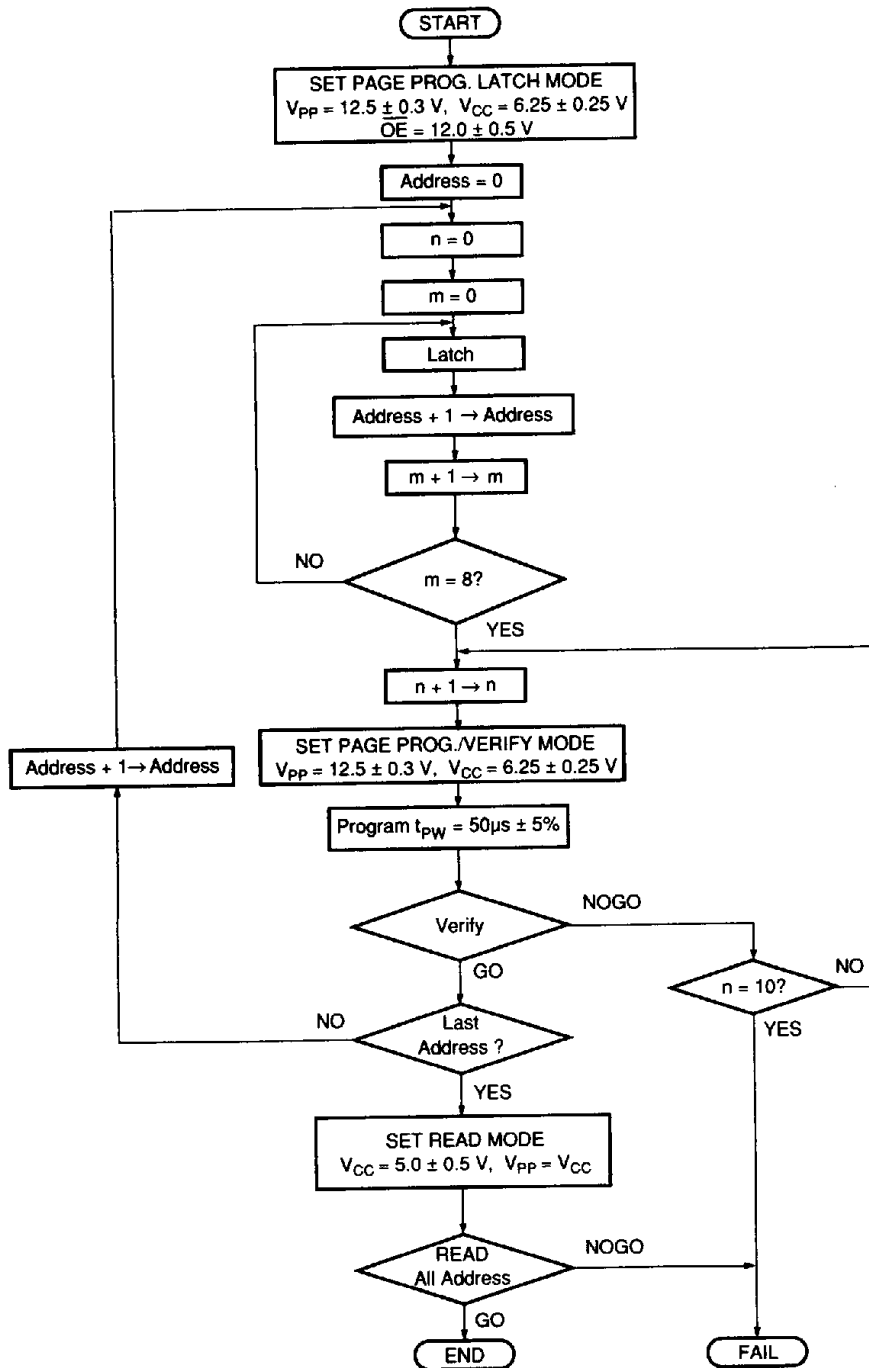 START
SET PAGE PROG. LATCH MODE
V_PP = 12.5 ± 0.3 V, V_CC = 6.25 ± 0.25 V
O̅E̅ = 12.0 ± 0.5 V
Address = 0
n = 0
m = 0
Latch
Address + 1 → Address
m + 1 → m
NO
m = 8?
YES
n + 1 → n
SET PAGE PROG./VERIFY MODE
V_PP = 12.5 ± 0.3 V, V_CC = 6.25 ± 0.25 V
Address + 1 → Address
Program t_PW = 50μs ± 5%
NOGO
Verify
GO
n = 10?
NO
YES
NO
Last
Address ?
YES
SET READ MODE
V_CC = 5.0 ± 0.5 V, V_PP = V_CC
READ
All Address
NOGO
GO
END
FAIL